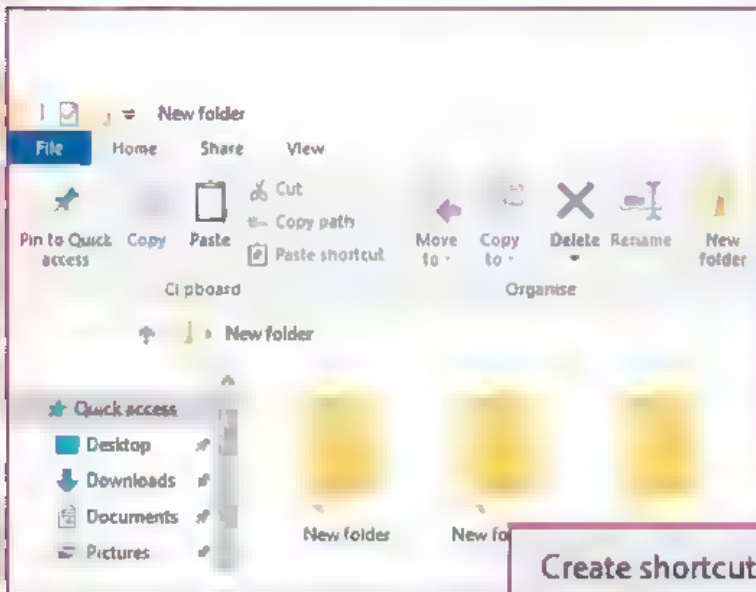 New folder
File Home Share View
Pin to Quick access
Copy
Paste
Cut
Copy path
Paste shortcut
Move to
Copy to
Delete
Rename
New folder
Clipboard
Organise
New folder
Quick access
Desktop
Downloads
Documents
Pictures
New folder
New fo
Create shortcut